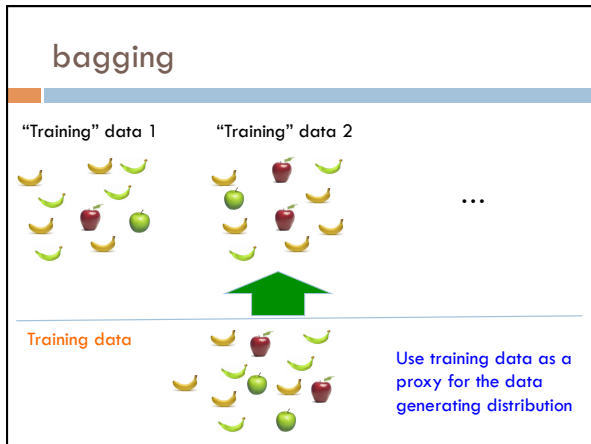 bagging
“Training” data 1
“Training” data 2
...
Training data
Use training data as a
proxy for the data
generating distribution